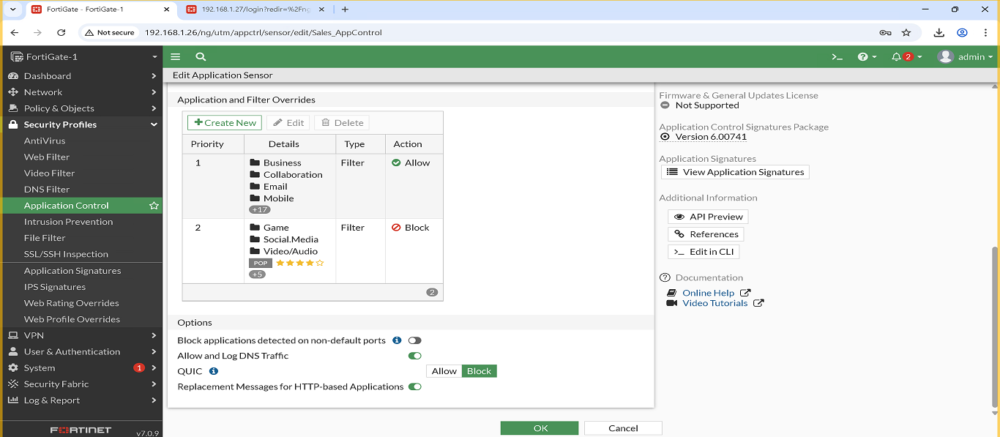 FortiGate - FortiGate-1
192.168.1.27/login?redir=%2Fng
Not secure
192.168.1.26/ng/utm/appctrl/sensor/edit/Sales_AppControl
FortiGate-1
2
admin
Dashboard
Network
Policy & Objects
Security Profiles
AntiVirus
Web Filter
Video Filter
DNS Filter
Application Control
Intrusion Prevention
File Filter
SSL/SSH Inspection
Application Signatures
IPS Signatures
Web Rating Overrides
Web Profile Overrides
VPN
User & Authentication
System 1
Security Fabric
Log & Report
FORTINET
v7.0.9
Edit Application Sensor
Application and Filter Overrides
Create New Edit Delete
Priority Details Type Action
1 Business Filter Allow
Collaboration
Email
Mobile
+17
2 Game Filter Block
Social.Media
Video/Audio
POP
+5
2
Options
Block applications detected on non-default ports
Allow and Log DNS Traffic
QUIC Allow Block
Replacement Messages for HTTP-based Applications
OK Cancel
Firmware & General Updates License
Not Supported
Application Control Signatures Package
Version 6.00741
Application Signatures
View Application Signatures
Additional Information
API Preview
References
>_ Edit in CLI
Documentation
Online Help
Video Tutorials